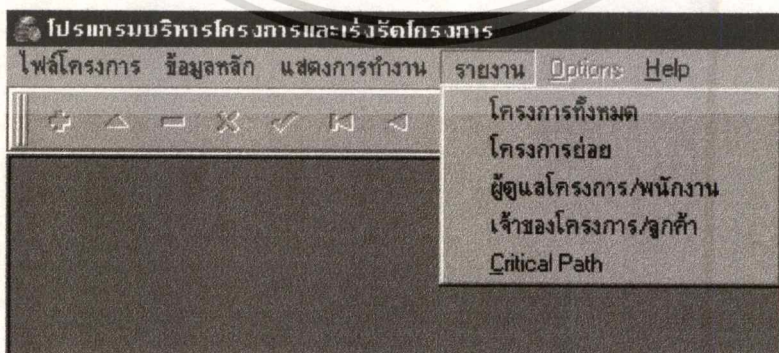 โปรแกรมบริหารโครงการและเร่งรัดโครงการ
ไฟล์โครงการ ข้อมูลหลัก แสดงการทำงาน รายงาน Options Help
โครงการทั้งหมด
โครงการย่อย
ผู้ดูแลโครงการ/พนักงาน
เจ้าของโครงการ/ลูกค้า
Critical Path